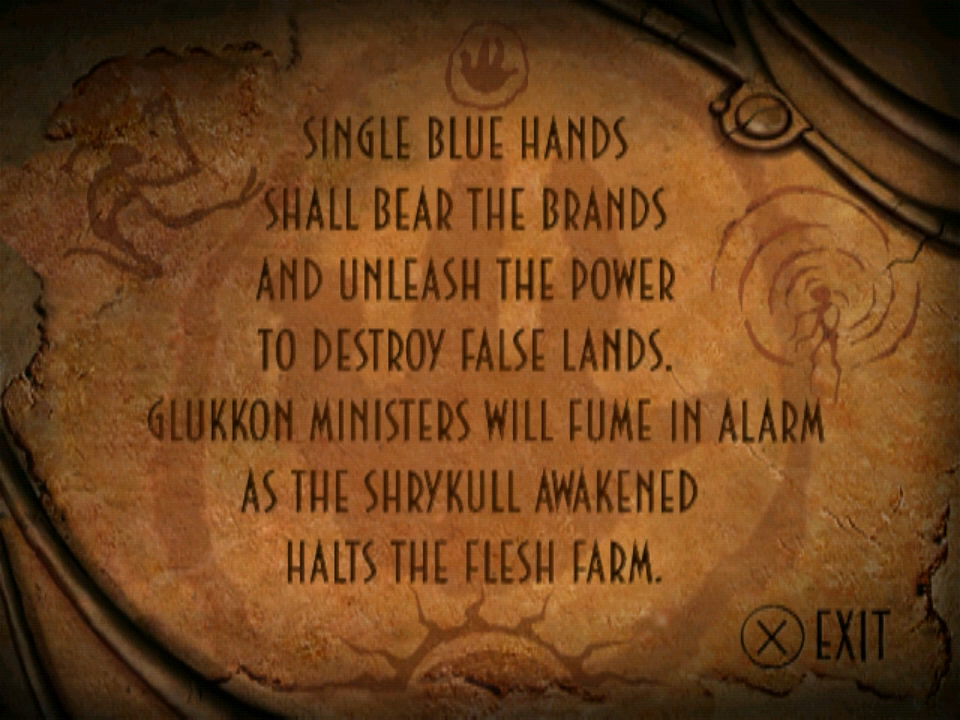 SINGLE BLUE HANDS
SHALL BEAR THE BRANDS
AND UNLEASH THE POWER
TO DESTROY FALSE LANDS.
GLUKKON MINISTERS WILL FUME IN ALARM
AS THE SHRYKULL AWAKENED
HALTS THE FLESH FARM.
EXIT